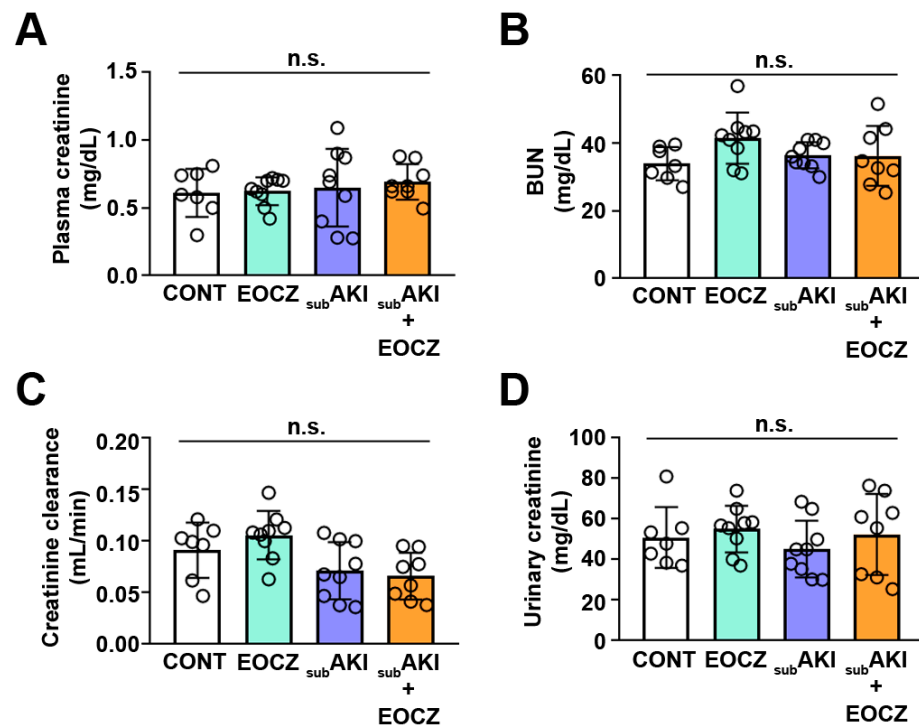 A
n.s.
Plasma creatinine
(mg/dL)
1.5
1.0
0.5
0.0
CONT EOCZ subAKI subAKI
+
EOCZ
B
n.s.
BUN
(mg/dL)
60
40
20
0
CONT EOCZ subAKI subAKI
+
EOCZ
C
n.s.
Creatinine clearance
(mL/min)
0.20
0.15
0.10
0.05
0.00
CONT EOCZ subAKI subAKI
+
EOCZ
D
n.s.
Urinary creatinine
(mg/dL)
100
80
60
40
20
0
CONT EOCZ subAKI subAKI
+
EOCZ